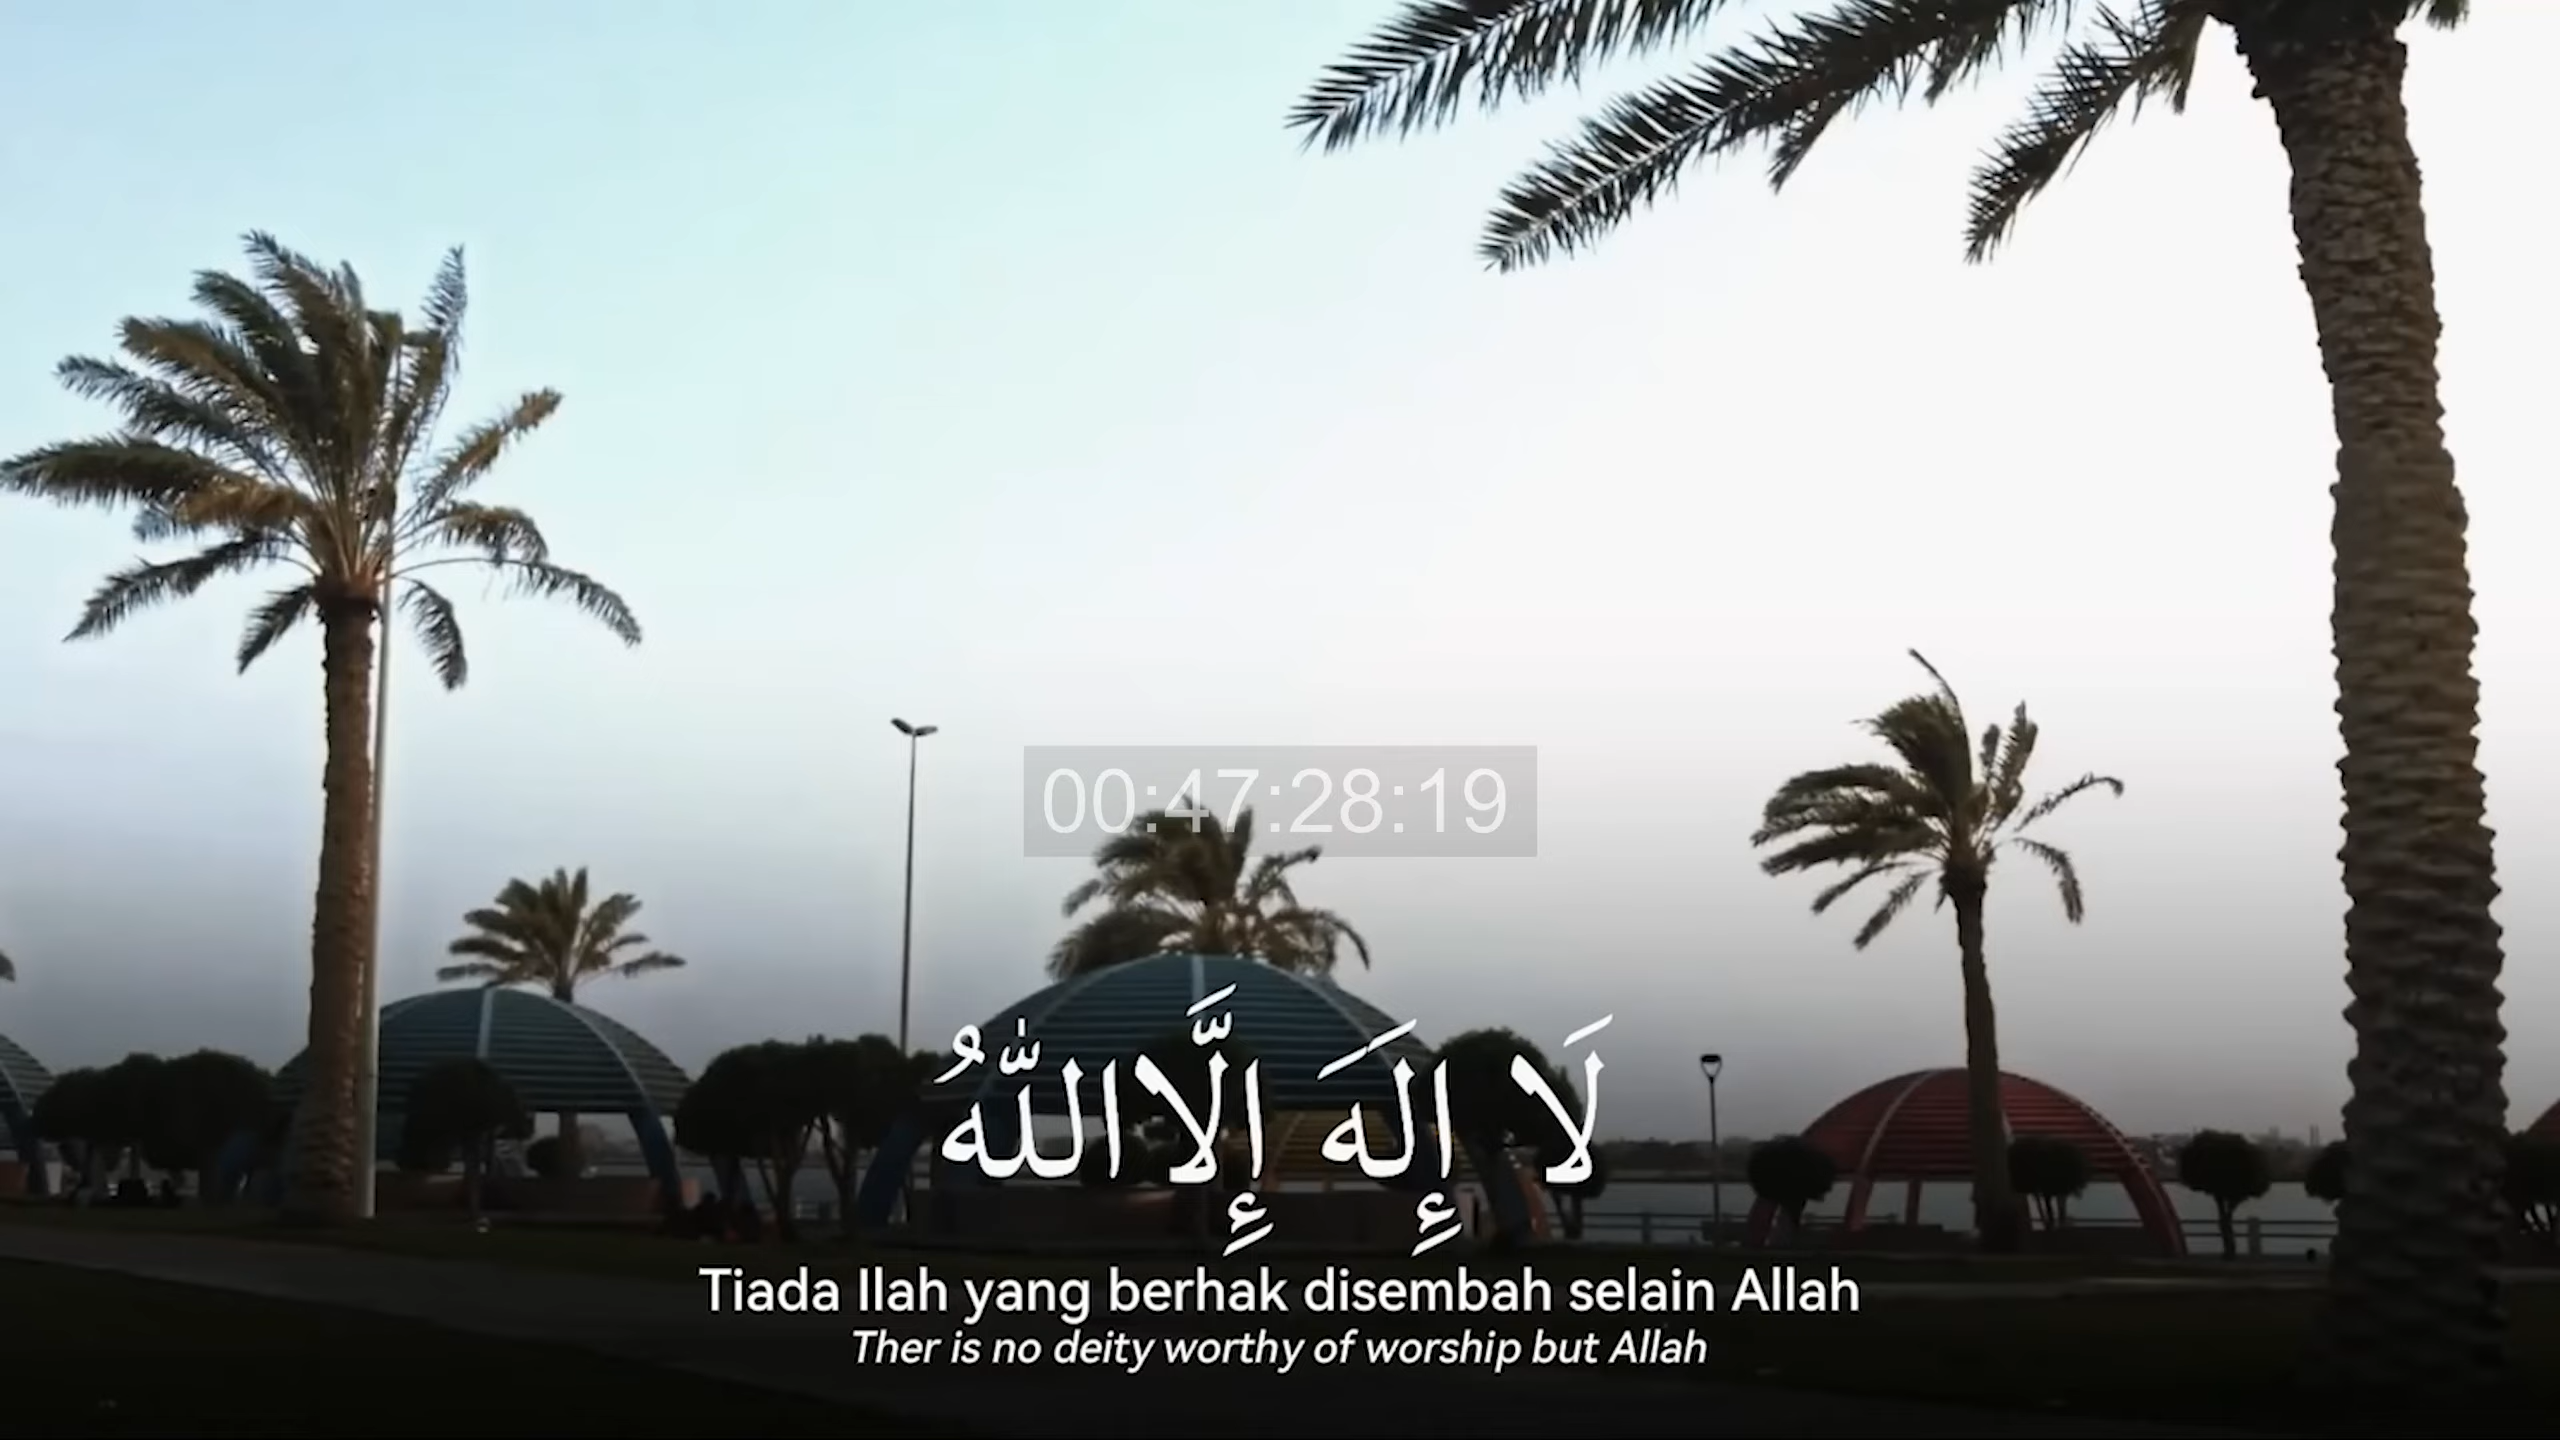 00:47:28:19
لَا إِلَهَ إِلَّا اللّٰهُ
Tiada Ilah yang berhak disembah selain Allah
Ther is no deity worthy of worship but Allah